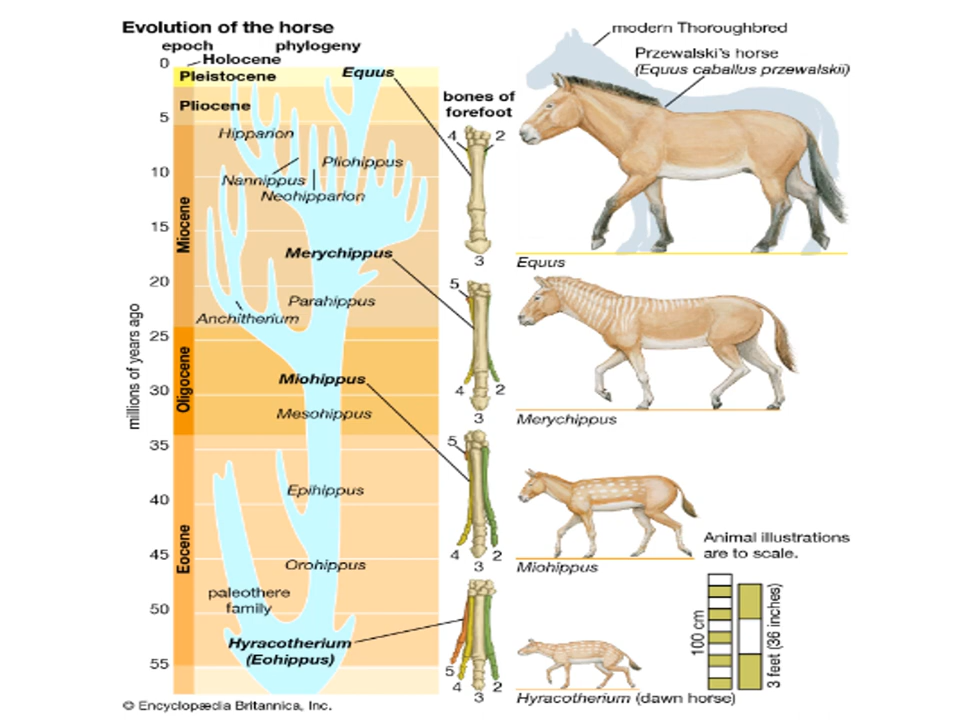 Evolution of the horse
epoch phylogeny
Holocene
Pleistocene
Pliocene
Miocene
Oligocene
Eocene
millions of years ago
0
5
10
15
20
25
30
35
40
45
50
55
Equus
Hipparion
Pliohippus
Nannippus
Neohipparion
Merychippus
Parahippus
Anchitherium
Miohippus
Mesohippus
Epihippus
Orohippus
paleothere
family
Hyracotherium
(Eohippus)
bones of
forefoot
4 2
3
5
4 2
3
5
4 2
3
5
4 2
3
modern Thoroughbred
Przewalski's horse
(Equus caballus przewalskii)
Equus
Merychippus
Miohippus
Animal illustrations
are to scale.
100 cm
3 feet (36 inches)
Hyracotherium (dawn horse)
© Encyclopædia Britannica, Inc.